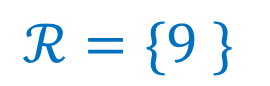 ℛ = {9 }